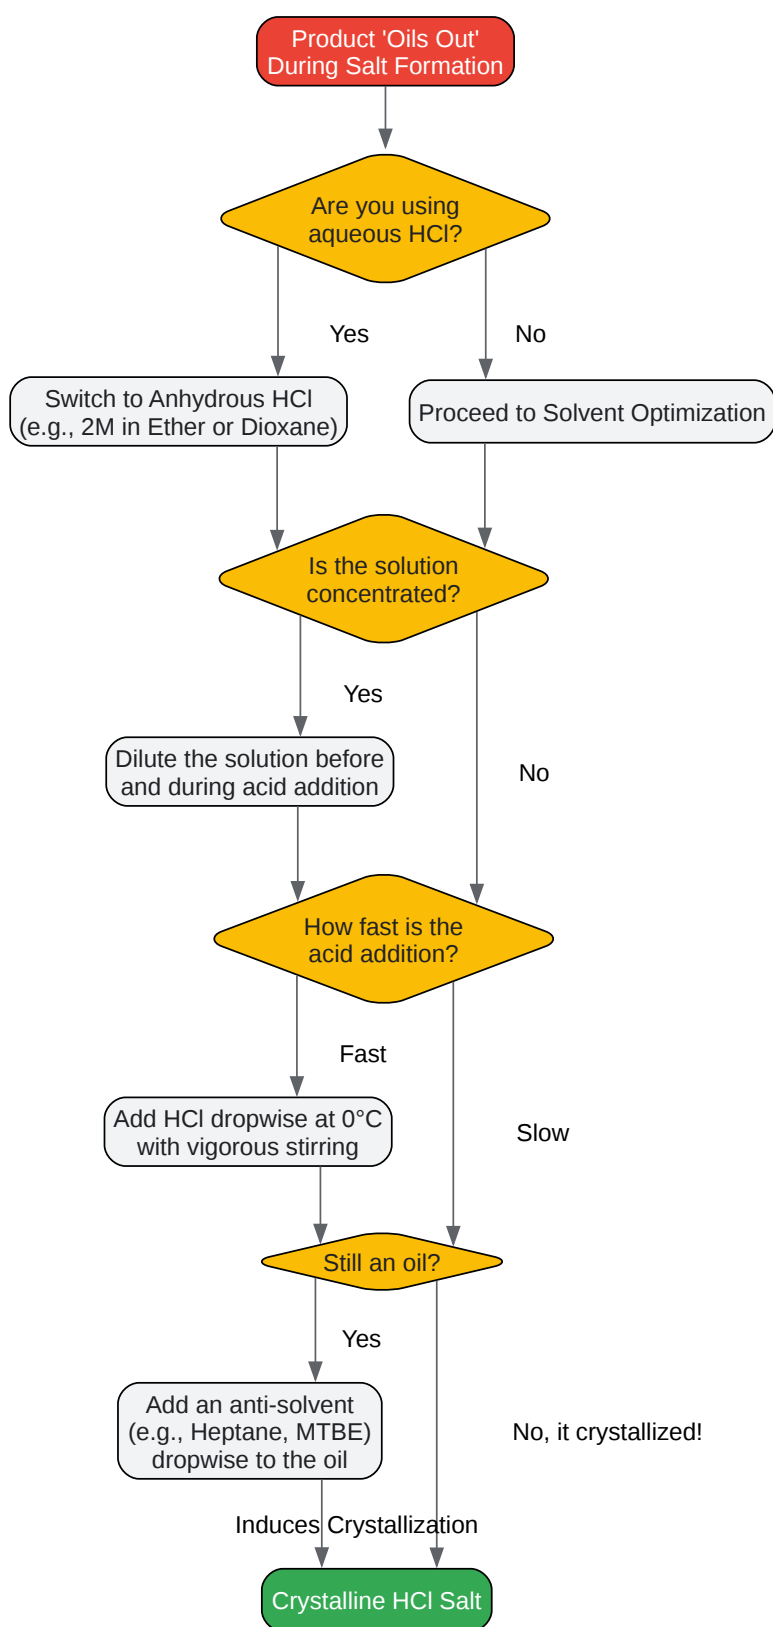 Product 'Oils Out'
During Salt Formation
Are you using
aqueous HCl?
Yes
No
Switch to Anhydrous HCl
(e.g., 2M in Ether or Dioxane)
Proceed to Solvent Optimization
Is the solution
concentrated?
Yes
Dilute the solution before
and during acid addition
No
How fast is the
acid addition?
Fast
Add HCl dropwise at 0°C
with vigorous stirring
Slow
Still an oil?
Yes
Add an anti-solvent
(e.g., Heptane, MTBE)
dropwise to the oil
No, it crystallized!
Induces Crystallization
Crystalline HCl Salt